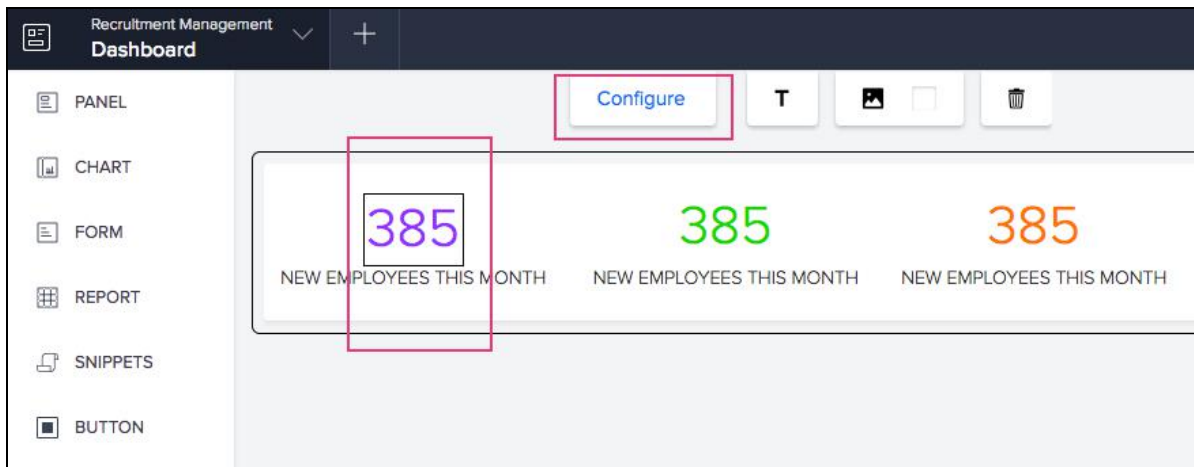 Recruitment Management
Dashboard
PANEL
Configure
T
CHART
385
385
385
FORM
NEW EMPLOYEES THIS MONTH
NEW EMPLOYEES THIS MONTH
NEW EMPLOYEES THIS MONTH
REPORT
SNIPPETS
BUTTON